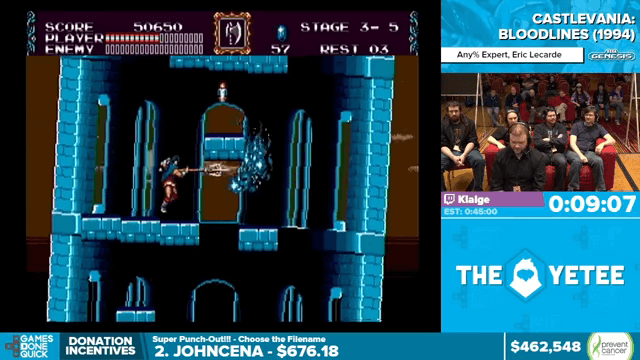 SCORE 50650
PLAYER
ENEMY
57
STAGE 3-5
REST 03
CASTLEVANIA:
BLOODLINES (1994)
Any% Expert, Eric Lecarde
GENESIS
Klaige
EST: 0:45:00
0:09:07
THE YETEE
GAMES
DONE
QUICK
DONATION
INCENTIVES
Super Punch-Out!!! - Choose the Filename
2. JOHNCENA - $676.18
$462,548
prevent
cancer